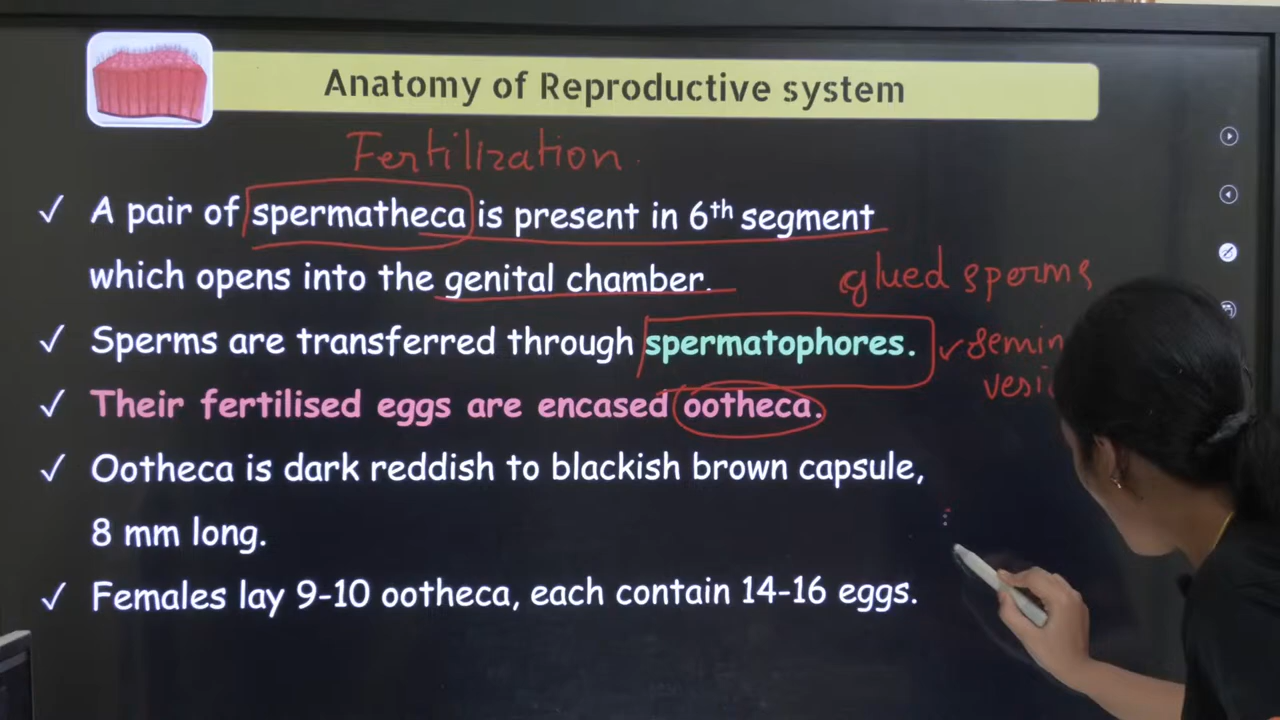 Anatomy of Reproductive system
Fertilization.
✓ A pair of spermatheca is present in 6th segment
which opens into the genital chamber.
glued sperms
✓ Sperms are transferred through spermatophores.
✓ Their fertilised eggs are encased ootheca.
✓ Ootheca is dark reddish to blackish brown capsule,
8 mm long.
✓ Females lay 9-10 ootheca, each contain 14-16 eggs.